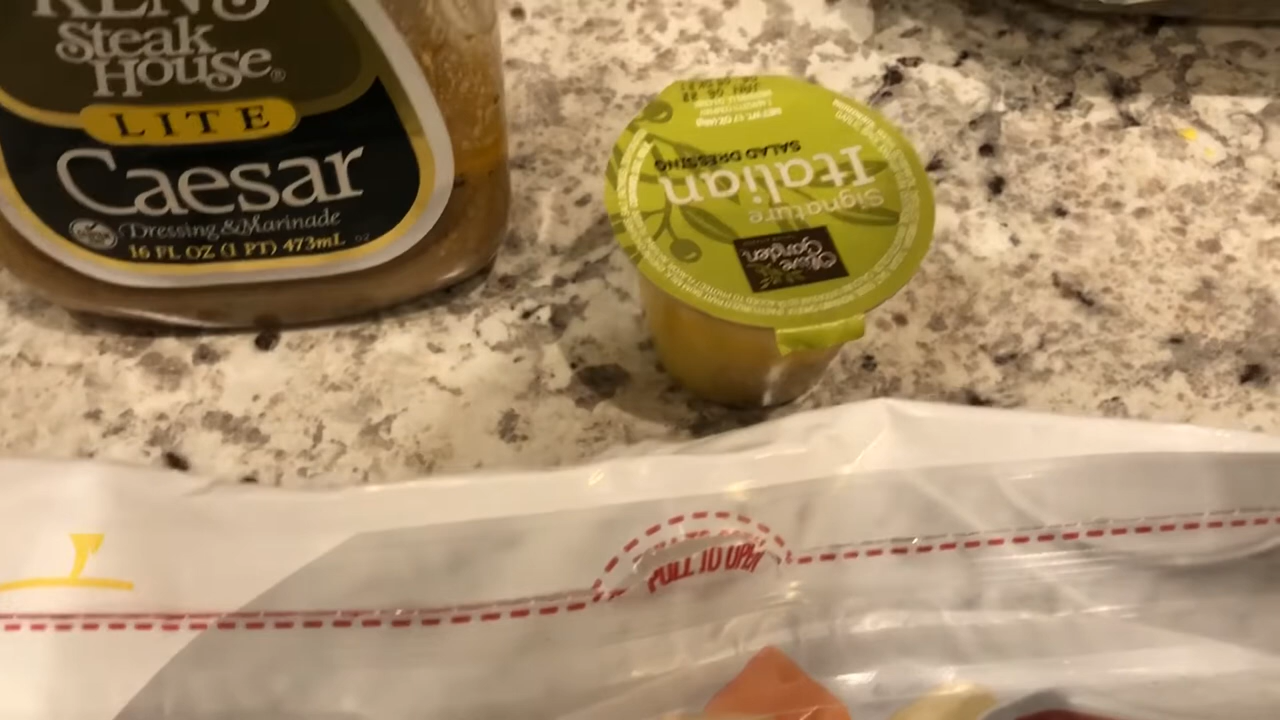 KEN'S
Steak
House®
LITE
Caesar
Dressing & Marinade
16 FL OZ (1 PT) 473mL
Olive
Garden
Signature
Italian
SALAD DRESSING
PULL TO OPEN